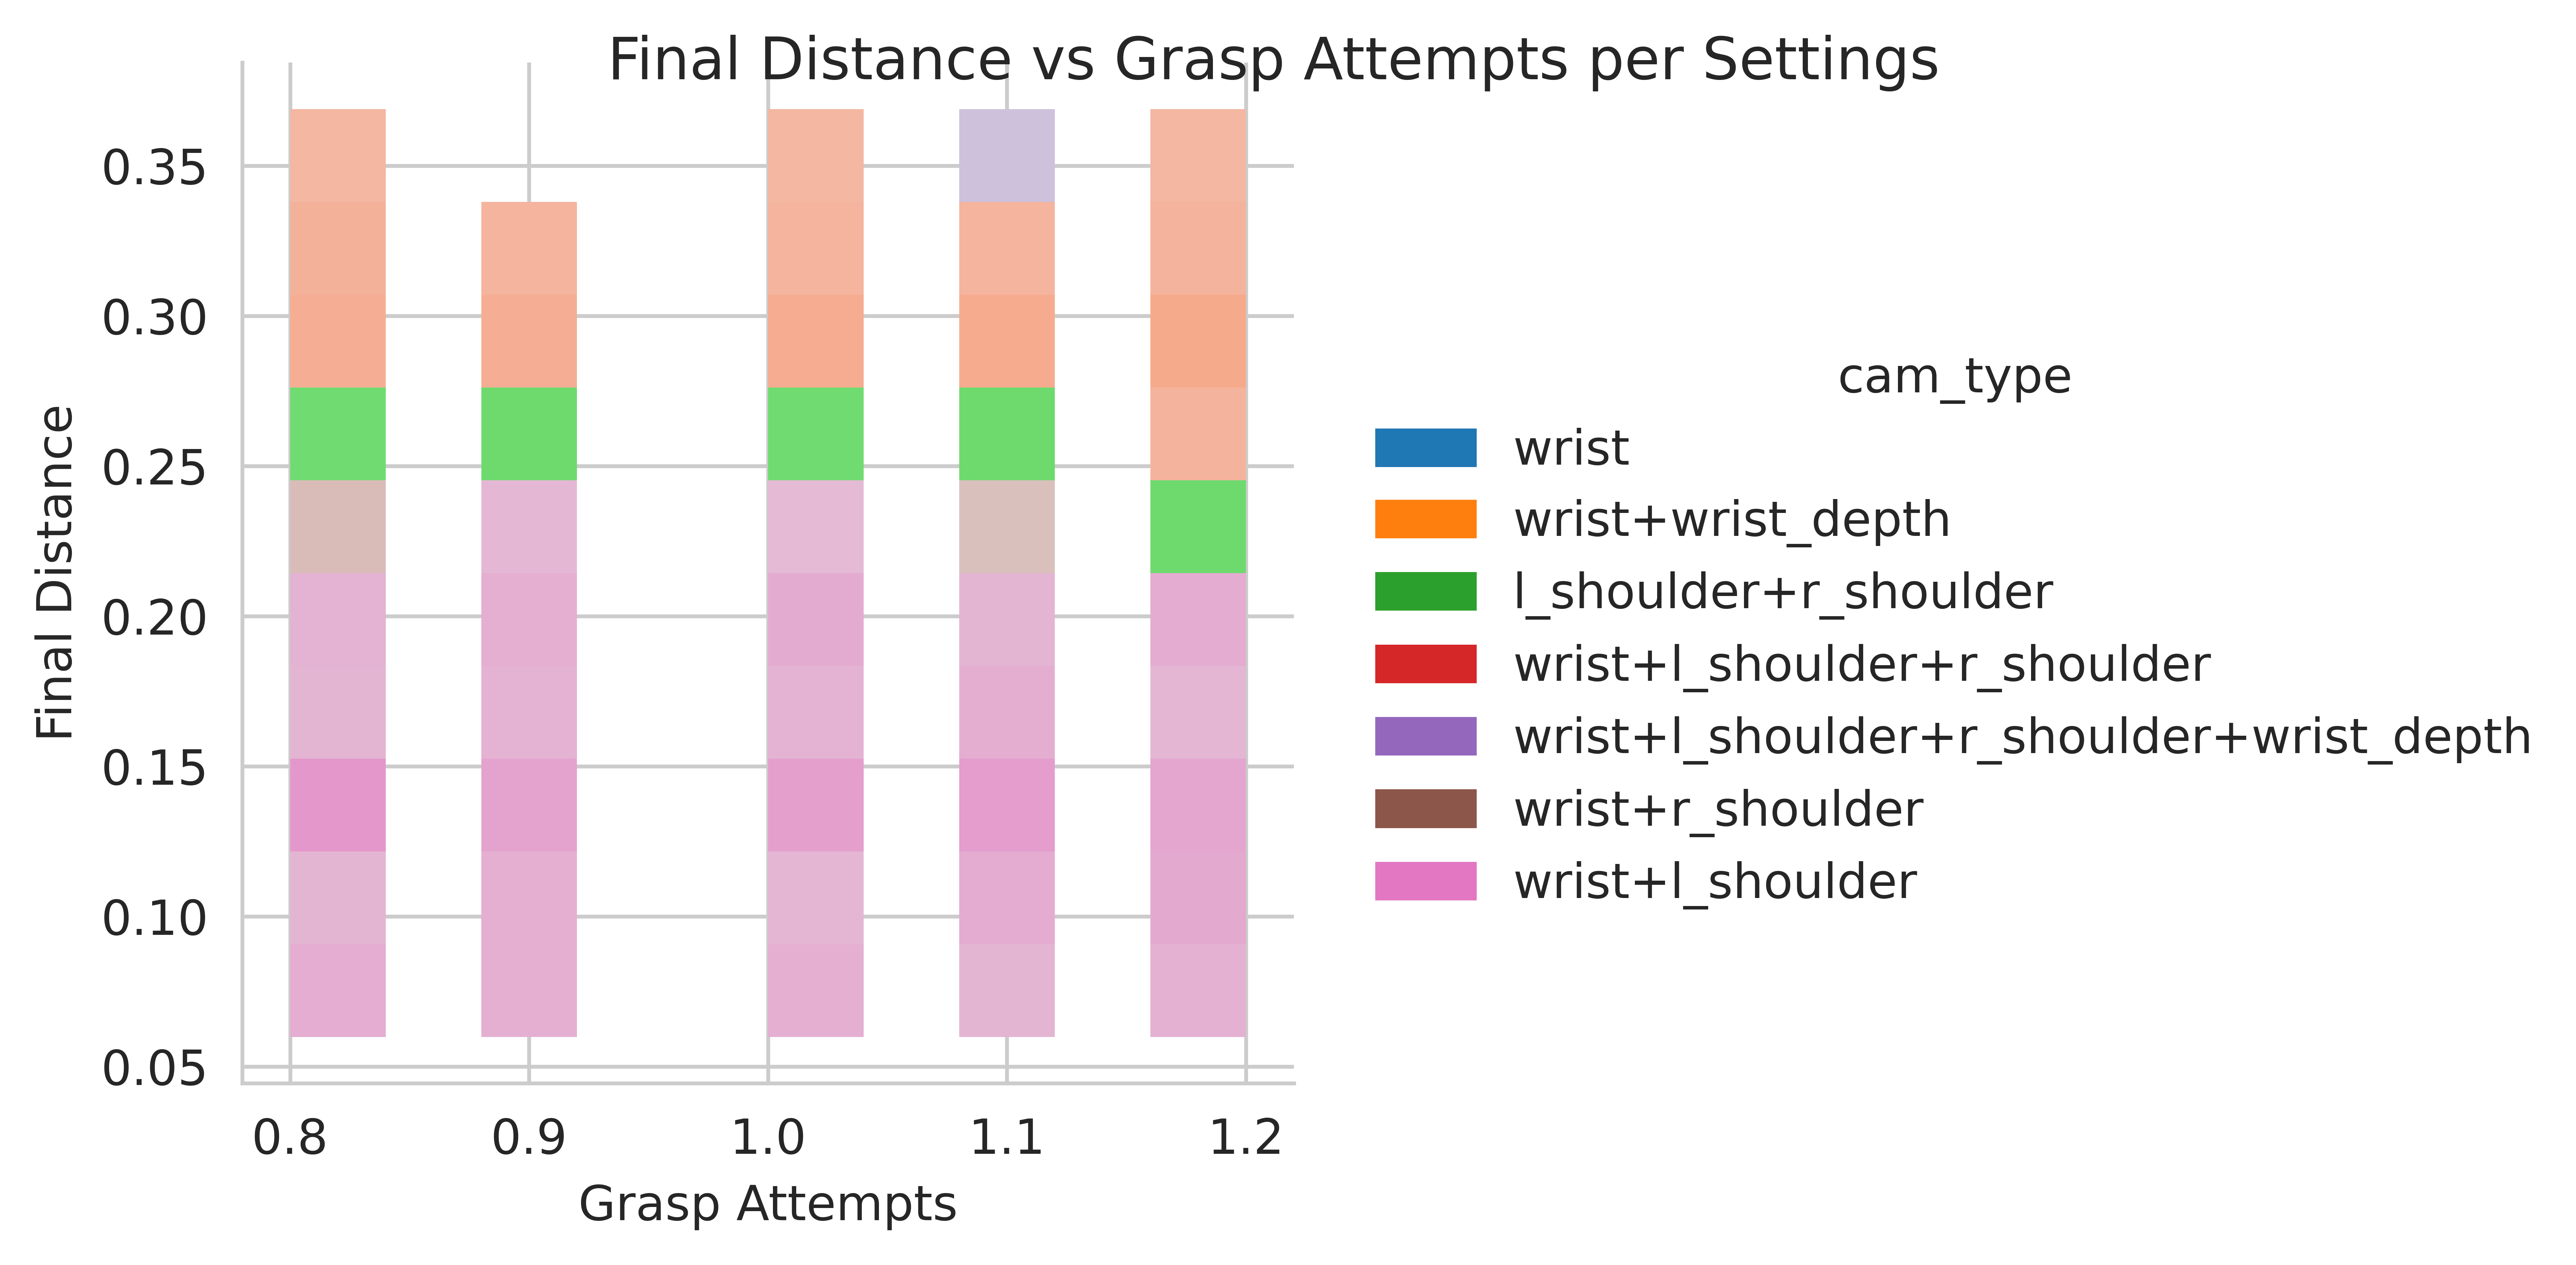 Final Distance vs Grasp Attempts per Settings
Final Distance
0.35
0.30
0.25
0.20
0.15
0.10
0.05
0.8 0.9 1.0 1.1 1.2
Grasp Attempts
cam_type
wrist
wrist+wrist_depth
l_shoulder+r_shoulder
wrist+l_shoulder+r_shoulder
wrist+l_shoulder+r_shoulder+wrist_depth
wrist+r_shoulder
wrist+l_shoulder